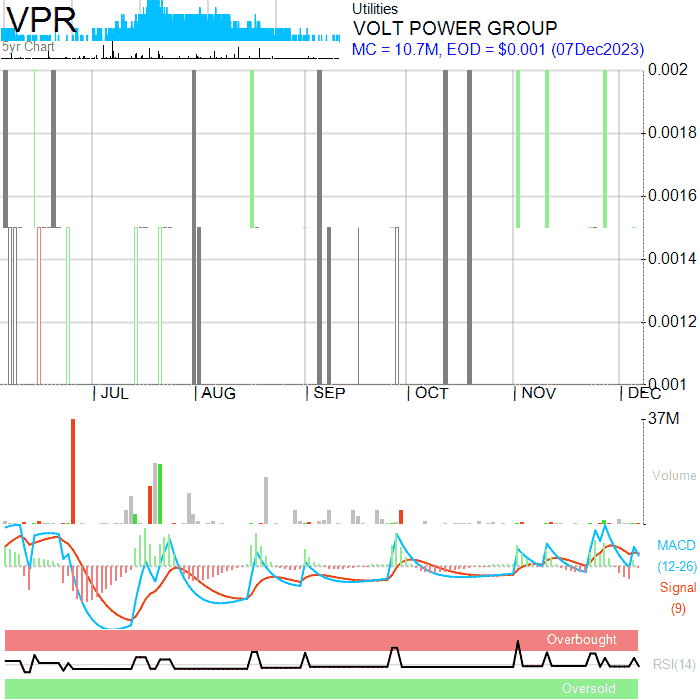 VPR
5yr Chart
Utilities
VOLT POWER GROUP
MC = 10.7M, EOD = $0.001 (07Dec2023)
0.002
0.0018
0.0016
0.0014
0.0012
0.001
JUL AUG SEP OCT NOV DEC
37M
Volume
MACD
(12-26)
Signal
(9)
Overbought
RSI(14)
Oversold